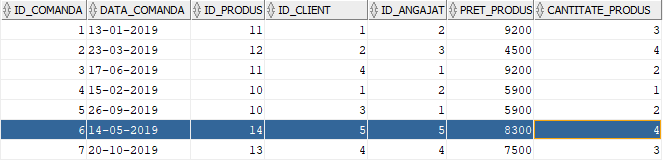 ID_COMANDA DATA_COMANDA ID_PRODUS ID_CLIENT ID_ANGAJAT PRET_PRODUS CANTITATE_PRODUS
1 13-01-2019 11 1 2 9200 3
2 23-03-2019 12 2 3 4500 4
3 17-06-2019 11 4 1 9200 2
4 15-02-2019 10 1 2 5900 1
5 26-09-2019 10 3 1 5900 2
6 14-05-2019 14 5 5 8300 4
7 20-10-2019 13 4 4 7500 3